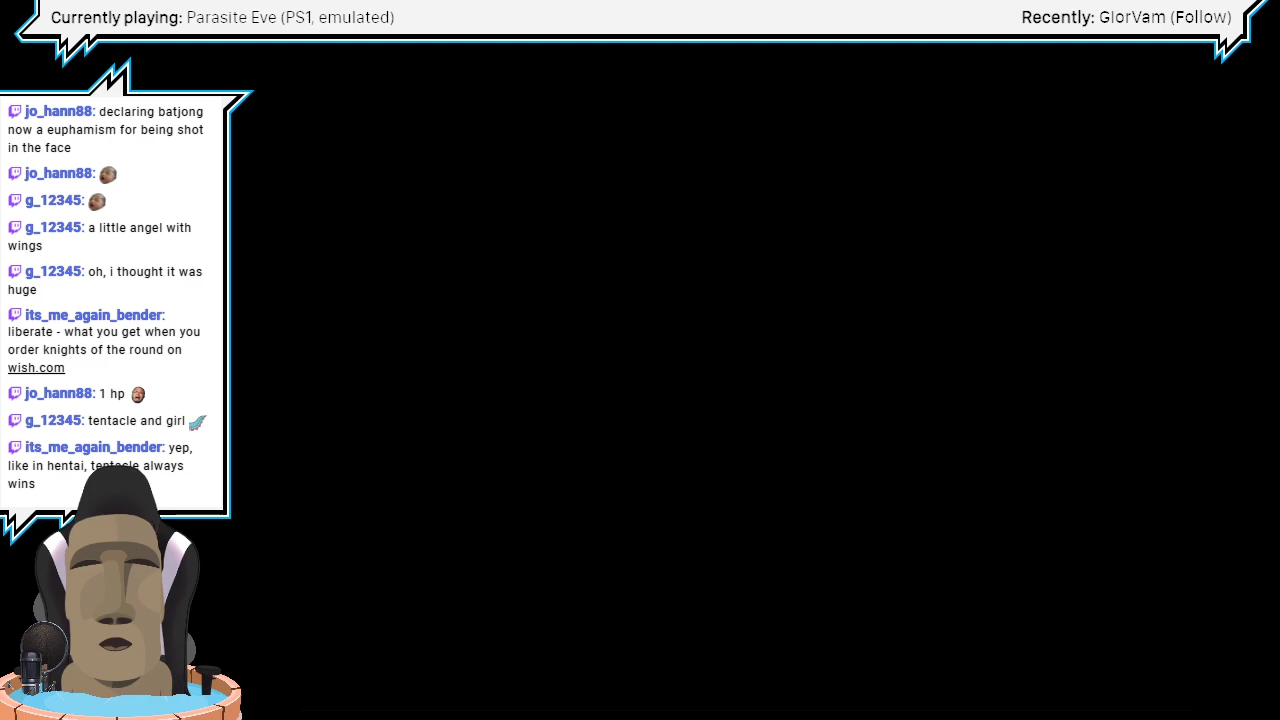 Currently playing: Parasite Eve (PS1, emulated)
Recently: GlorVam (Follow)
jo_hann88: declaring batjong
now a euphamism for being shot
in the face
jo_hann88:
g_12345:
g_12345: a little angel with
wings
g_12345: oh, i thought it was
huge
its_me_again_bender:
liberate - what you get when you
order knights of the round on
wish.com
jo_hann88: 1 hp
g_12345: tentacle and girl
its_me_again_bender: yep,
like in hentai, tentacle always
wins